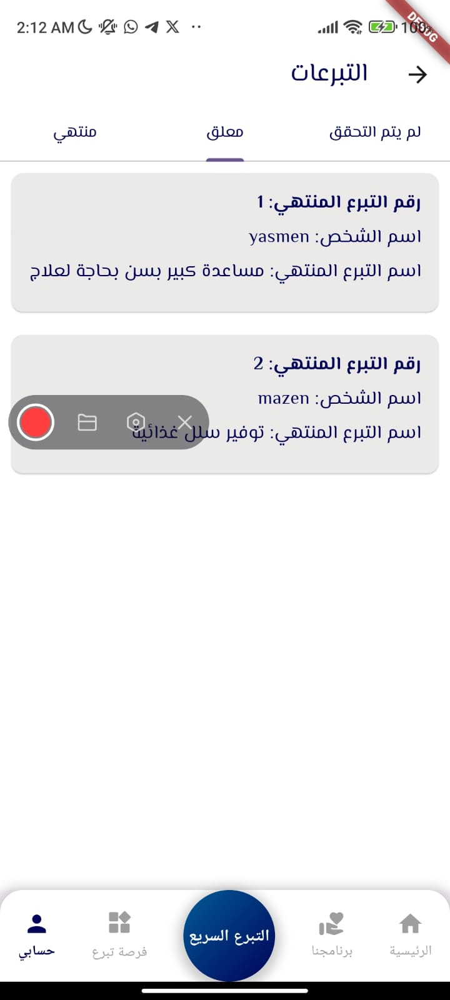 2:12 AM
100%
DEBUG
التبرعات
لم يتم التحقق
معلق
منتهي
رقم التبرع المنتهي: 1
اسم الشخص: yasmen
اسم التبرع المنتهي: مساعدة كبير بسن بحاجة لعلاج
رقم التبرع المنتهي: 2
اسم الشخص: mazen
اسم التبرع المنتهي: توفير سلل غذائية
الرئيسية
برنامجنا
التبرع السريع
فرصة تبرع
حسابي